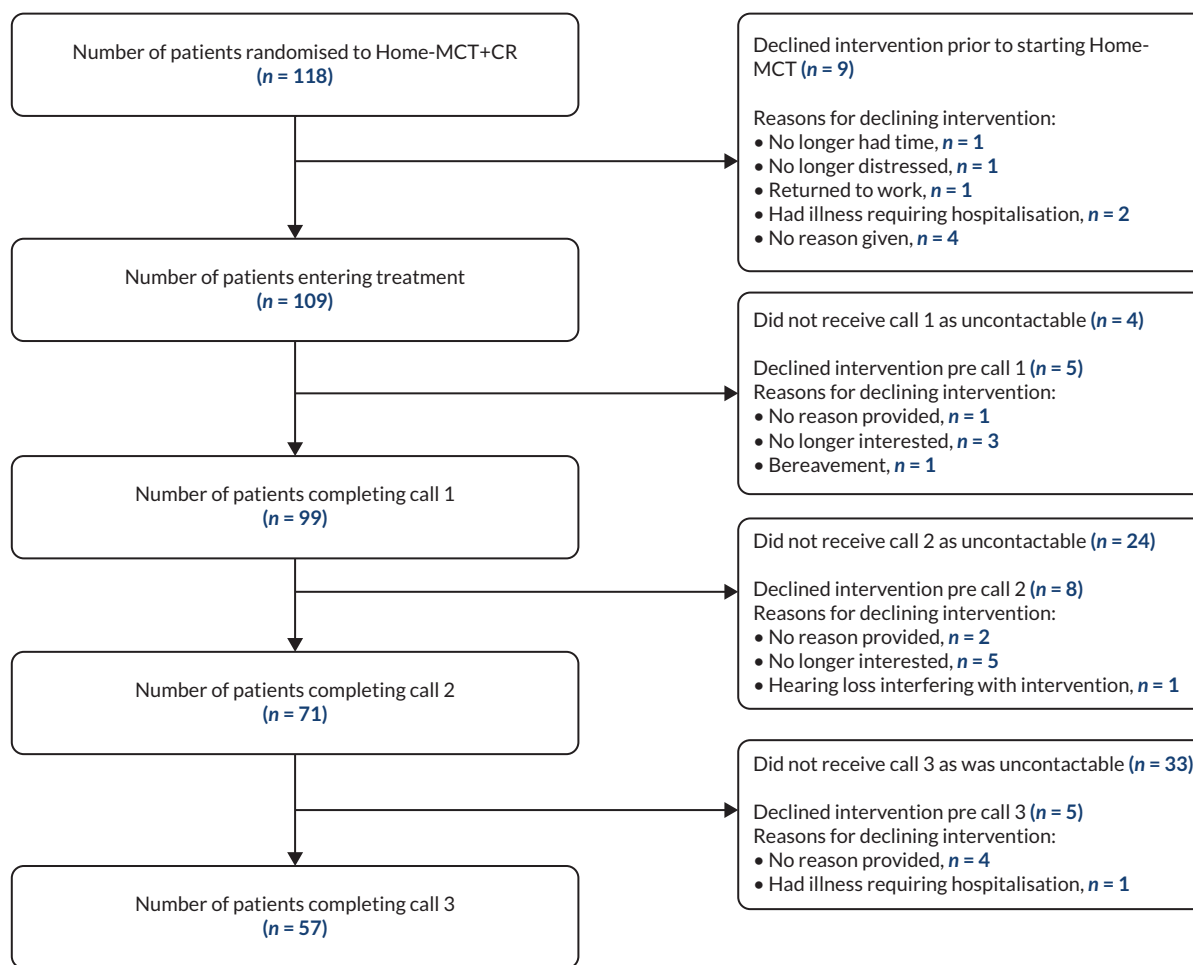 Number of patients randomised to Home-MCT+CR
(n = 118)
Declined intervention prior to starting Home-
MCT (n = 9)
Reasons for declining intervention:
• No longer had time, n = 1
• No longer distressed, n = 1
• Returned to work, n = 1
• Had illness requiring hospitalisation, n = 2
• No reason given, n = 4
Number of patients entering treatment
(n = 109)
Did not receive call 1 as uncontactable (n = 4)
Declined intervention pre call 1 (n = 5)
Reasons for declining intervention:
• No reason provided, n = 1
• No longer interested, n = 3
• Bereavement, n = 1
Number of patients completing call 1
(n = 99)
Did not receive call 2 as uncontactable (n = 24)
Declined intervention pre call 2 (n = 8)
Reasons for declining intervention:
• No reason provided, n = 2
• No longer interested, n = 5
• Hearing loss interfering with intervention, n = 1
Number of patients completing call 2
(n = 71)
Did not receive call 3 as was uncontactable (n = 33)
Declined intervention pre call 3 (n = 5)
Reasons for declining intervention:
• No reason provided, n = 4
• Had illness requiring hospitalisation, n = 1
Number of patients completing call 3
(n = 57)